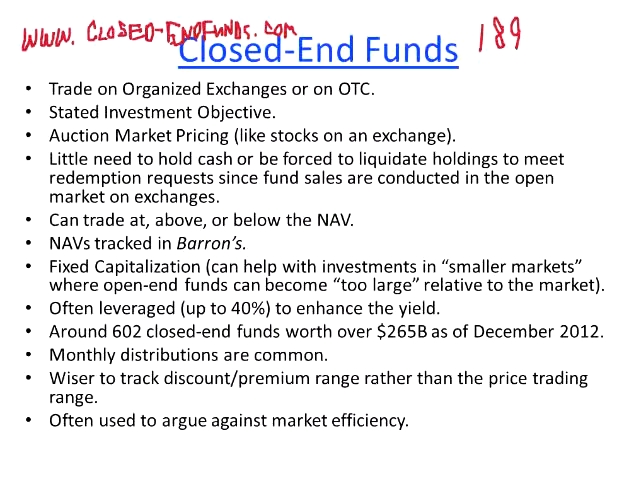 WWW. CLOSED-ENDFUNDS.COM
189
Closed-End Funds
• Trade on Organized Exchanges or on OTC.
• Stated Investment Objective.
• Auction Market Pricing (like stocks on an exchange).
• Little need to hold cash or be forced to liquidate holdings to meet
redemption requests since fund sales are conducted in the open
market on exchanges.
• Can trade at, above, or below the NAV.
• NAVs tracked in Barron’s.
• Fixed Capitalization (can help with investments in “smaller markets”
where open-end funds can become “too large” relative to the market).
• Often leveraged (up to 40%) to enhance the yield.
• Around 602 closed-end funds worth over $265B as of December 2012.
• Monthly distributions are common.
• Wiser to track discount/premium range rather than the price trading
range.
• Often used to argue against market efficiency.